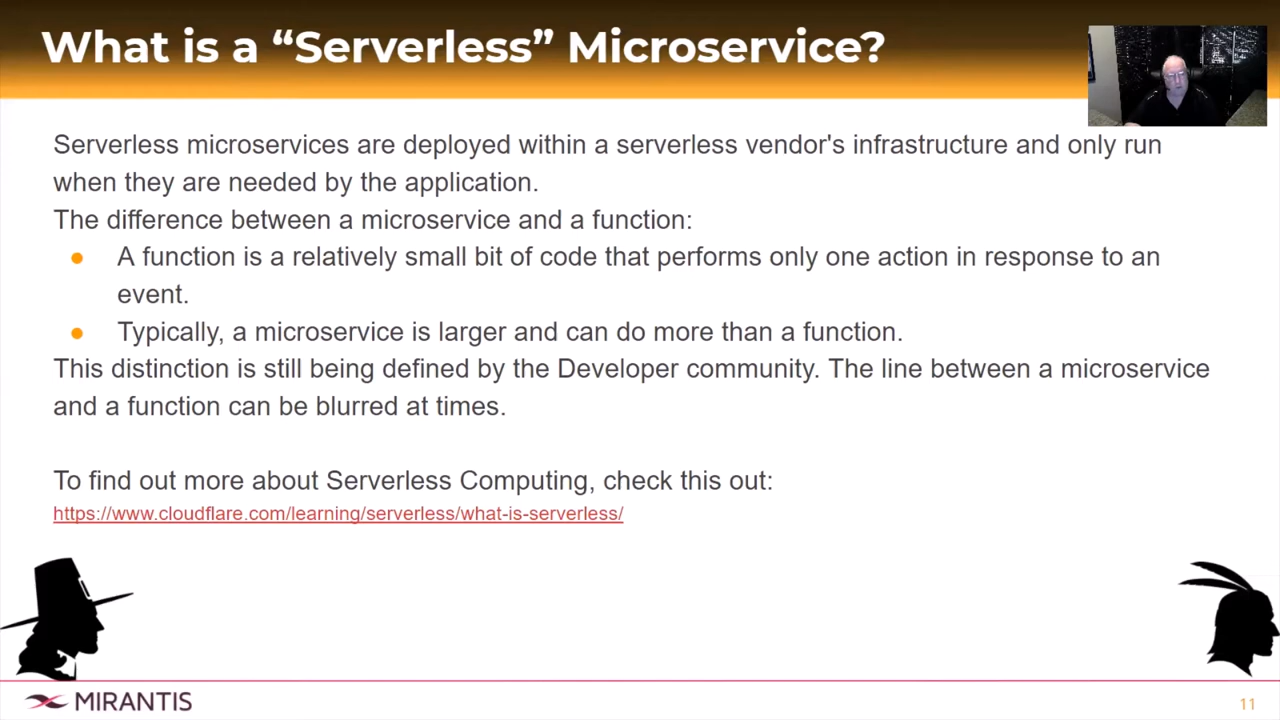 What is a “Serverless” Microservice?
Serverless microservices are deployed within a serverless vendor's infrastructure and only run
when they are needed by the application.
The difference between a microservice and a function:
● A function is a relatively small bit of code that performs only one action in response to an
event.
● Typically, a microservice is larger and can do more than a function.
This distinction is still being defined by the Developer community. The line between a microservice
and a function can be blurred at times.
To find out more about Serverless Computing, check this out:
https://www.cloudflare.com/learning/serverless/what-is-serverless/
MIRANTIS
11